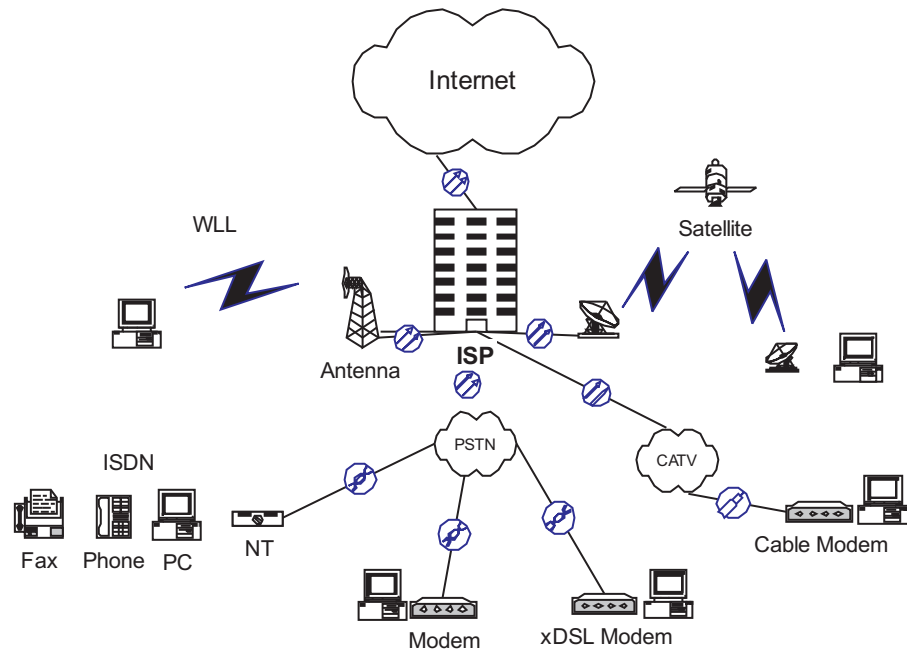 Internet
WLL
Satellite
Antenna
ISP
PSTN
CATV
ISDN
Fax
Phone
PC
NT
Cable Modem
Modem
xDSL Modem